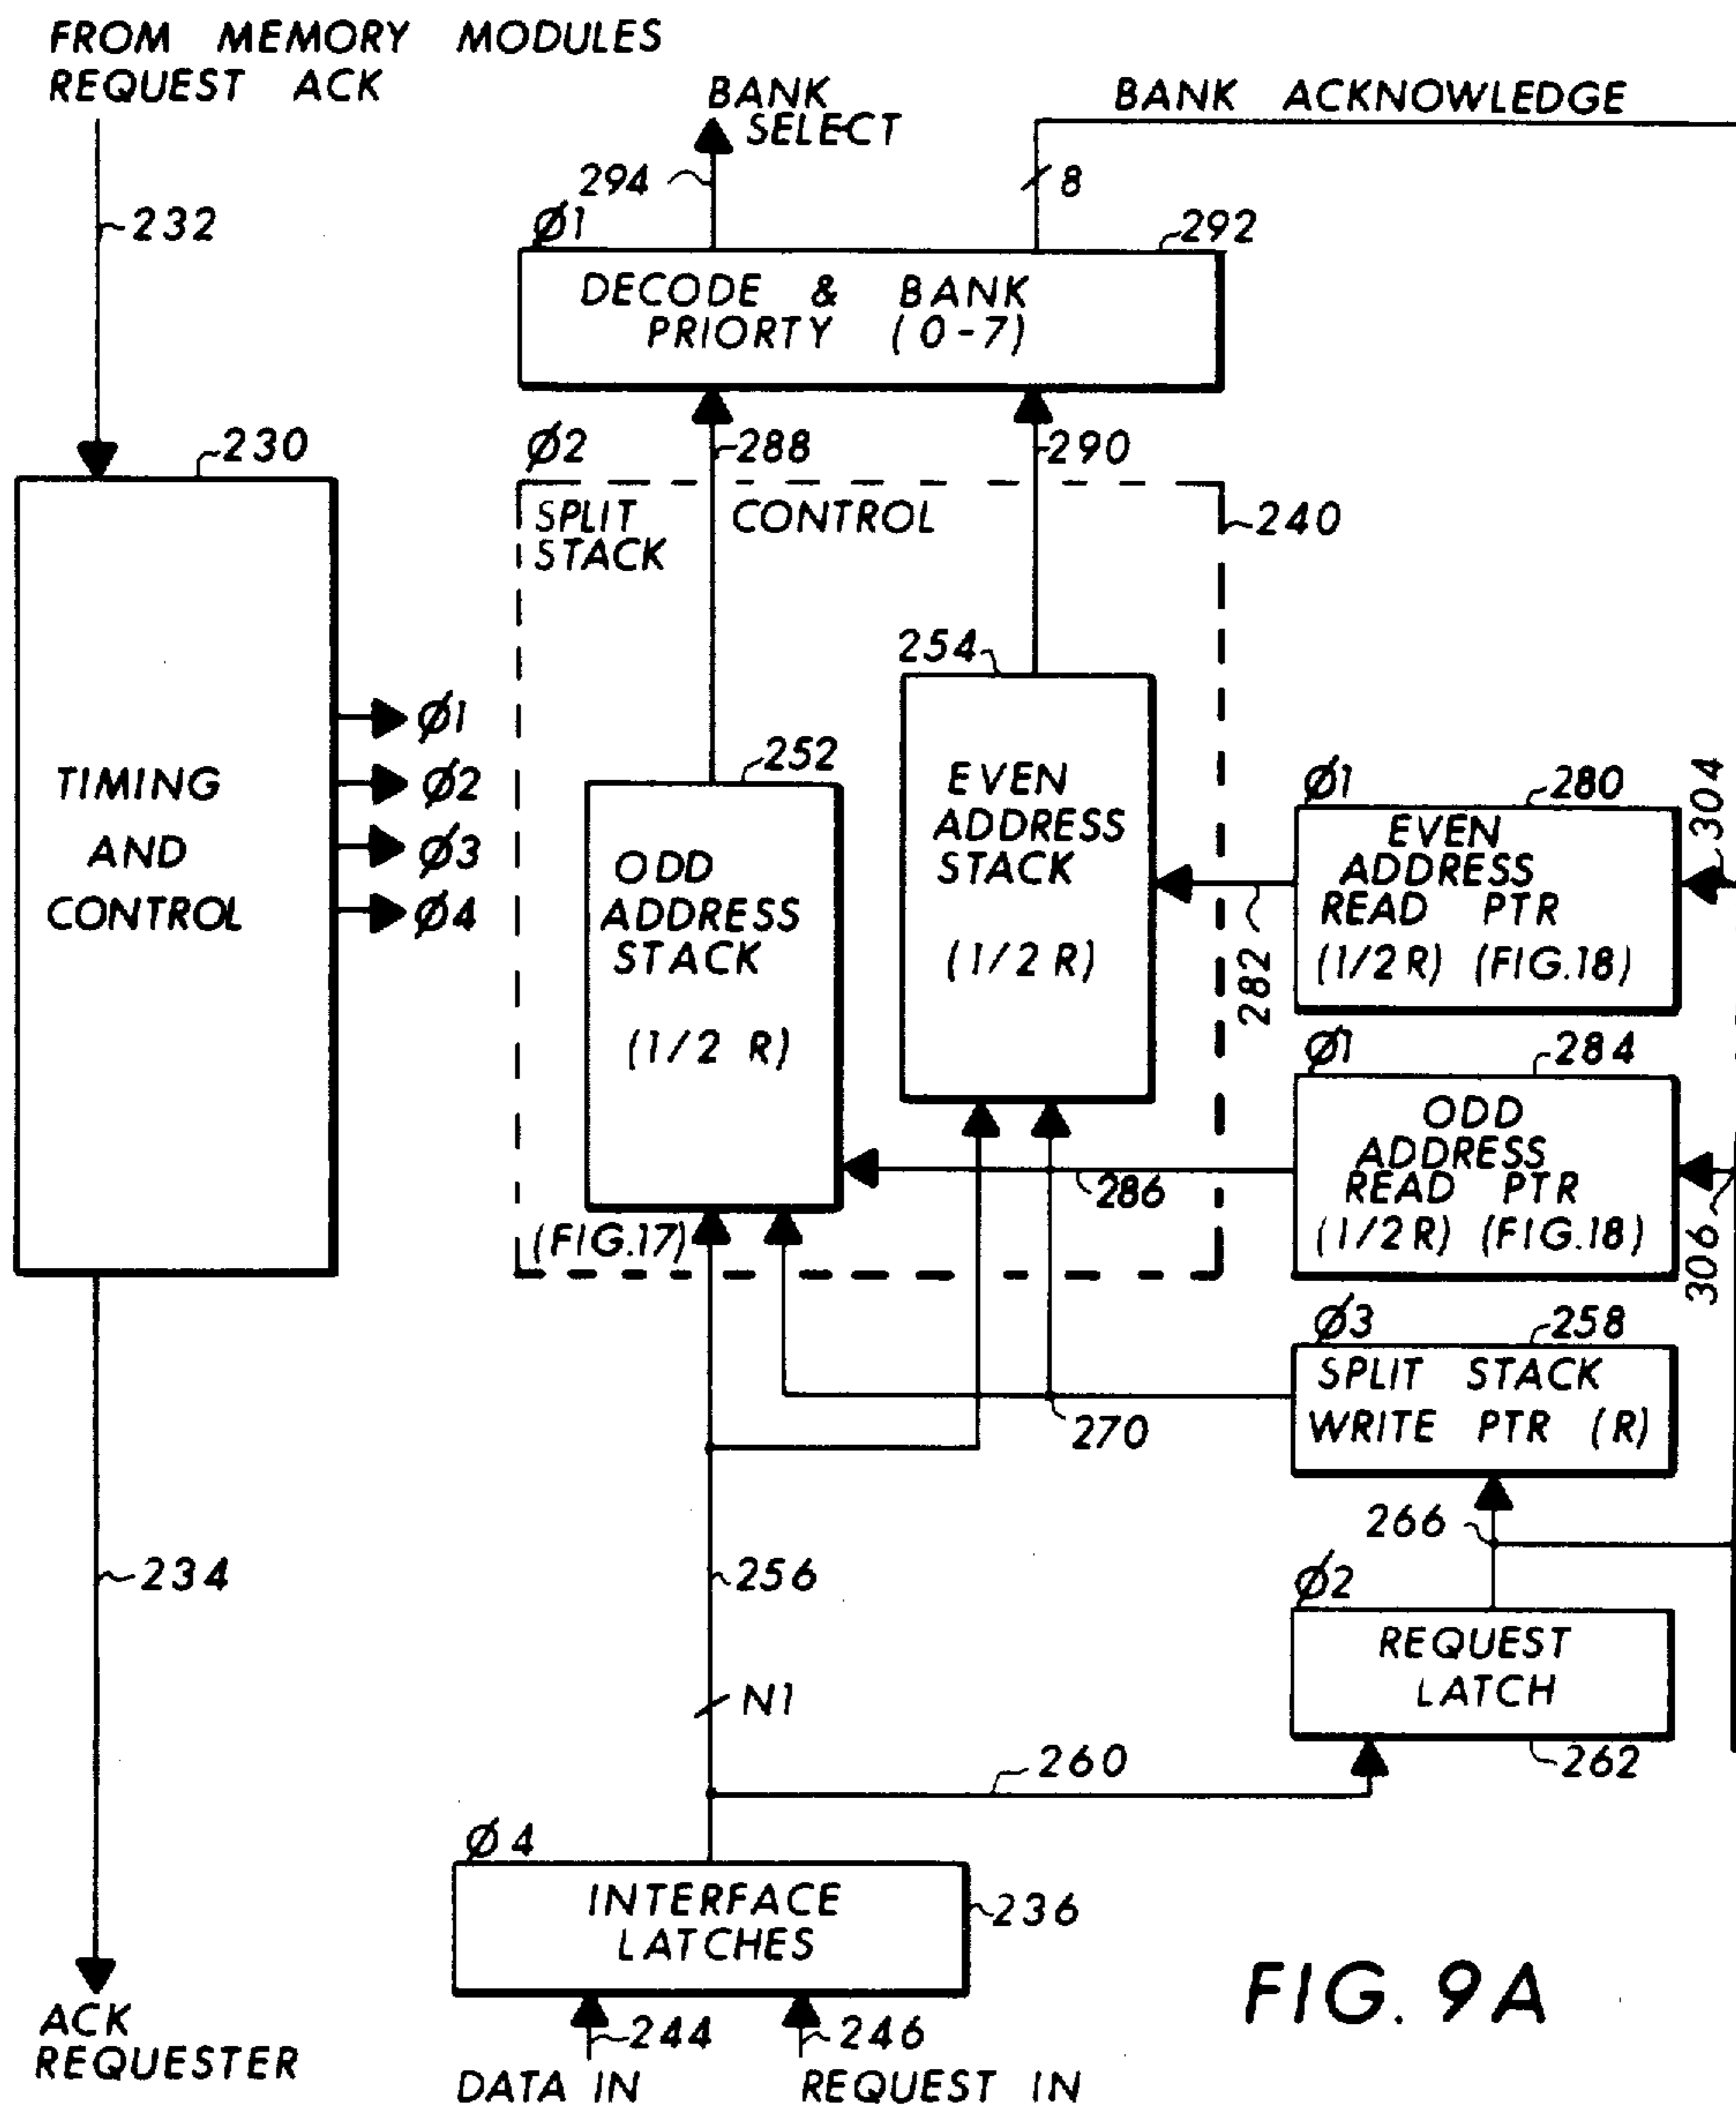 FROM MEMORY MODULES
REQUEST ACK
232
BANK
SELECT
294
BANK ACKNOWLEDGE
8
Ø1
292
DECODE & BANK
PRIORTY (0-7)
230
TIMING
AND
CONTROL
Ø1
Ø2
Ø3
Ø4
234
ACK
REQUESTER
Ø2
288
290
SPLIT CONTROL
STACK
240
254
EVEN
ADDRESS
STACK
(1/2 R)
252
ODD
ADDRESS
STACK
(1/2 R)
(FIG.17)
282
Ø1
280
EVEN
ADDRESS
READ PTR
(1/2 R) (FIG.18)
304
286
Ø1
284
ODD
ADDRESS
READ PTR
(1/2 R) (FIG.18)
306
Ø3
258
SPLIT STACK
WRITE PTR (R)
270
266
256
Ø2
REQUEST
LATCH
262
N1
260
Ø4
INTERFACE
LATCHES
236
244
246
DATA IN
REQUEST IN
FIG. 9A